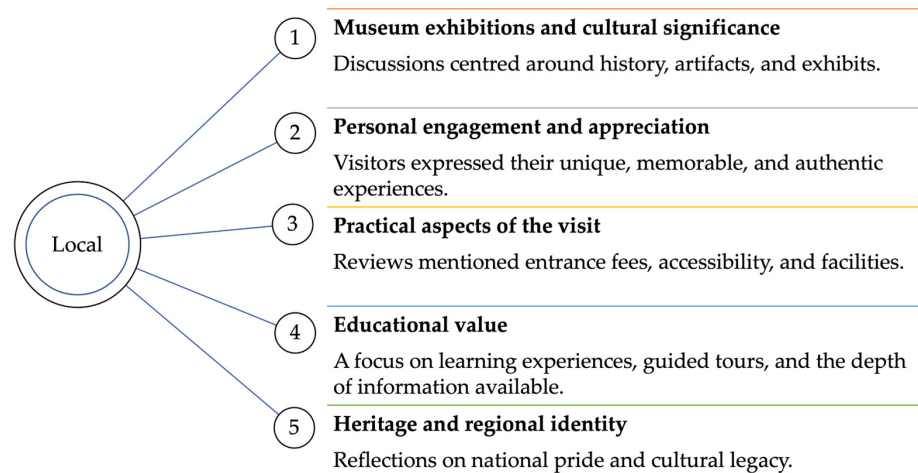 Local
1
Museum exhibitions and cultural significance
Discussions centred around history, artifacts, and exhibits.
2
Personal engagement and appreciation
Visitors expressed their unique, memorable, and authentic
experiences.
3
Practical aspects of the visit
Reviews mentioned entrance fees, accessibility, and facilities.
4
Educational value
A focus on learning experiences, guided tours, and the depth
of information available.
5
Heritage and regional identity
Reflections on national pride and cultural legacy.